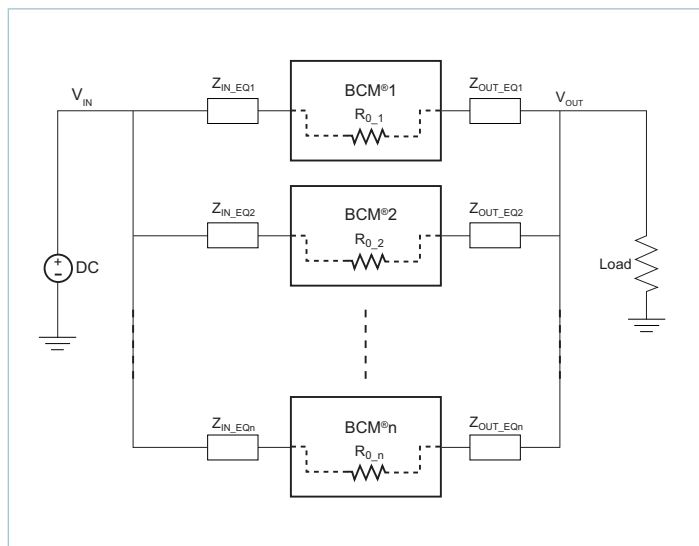 V_IN
Z_IN_EQ1
BCM®1
R_0_1
Z_OUT_EQ1
V_OUT
Z_IN_EQ2
BCM®2
R_0_2
Z_OUT_EQ2
+
-
DC
Load
Z_IN_EQn
BCM®n
R_0_n
Z_OUT_EQn